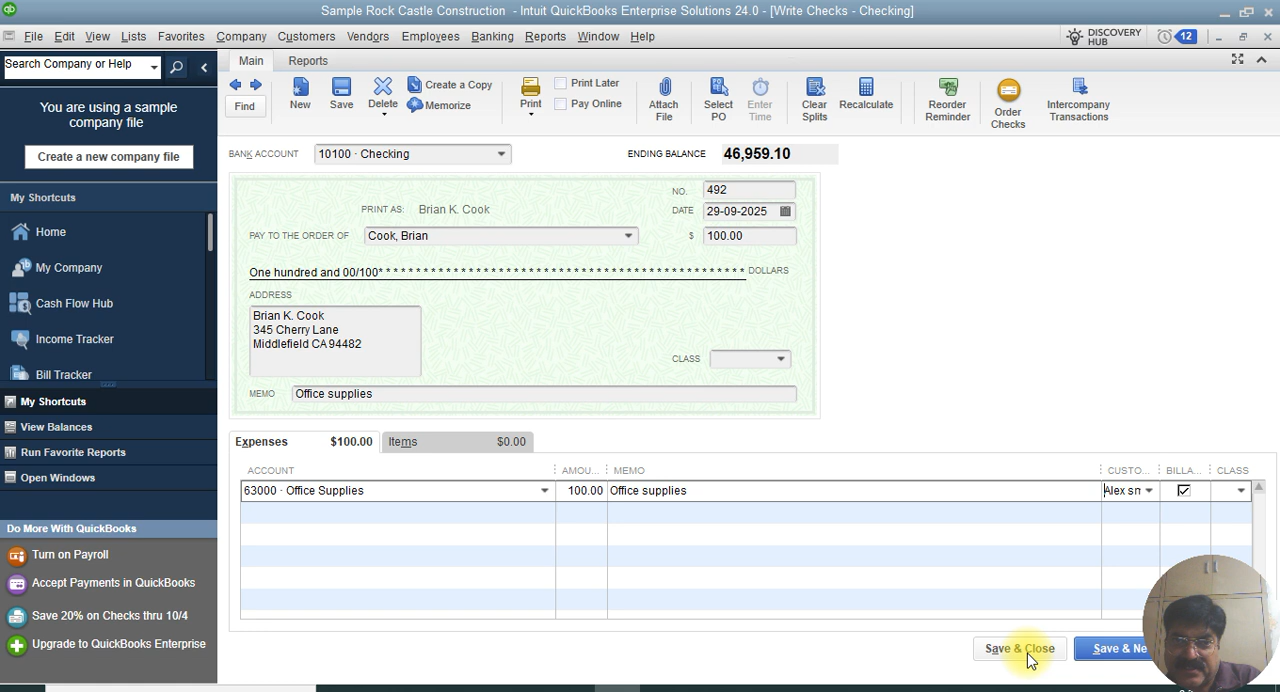 Sample Rock Castle Construction - Intuit QuickBooks Enterprise Solutions 24.0 - [Write Checks - Checking]
File Edit View Lists Favorites Company Customers Vendors Employees Banking Reports Window Help
DISCOVERY HUB
12
Search Company or Help
You are using a sample
company file
Create a new company file
My Shortcuts
Home
My Company
Cash Flow Hub
Income Tracker
Bill Tracker
My Shortcuts
View Balances
Run Favorite Reports
Open Windows
Do More With QuickBooks
Turn on Payroll
Accept Payments in QuickBooks
Save 20% on Checks thru 10/4
Upgrade to QuickBooks Enterprise
Main Reports
Find
New
Save
Delete
Create a Copy
Memorize
Print
Print Later
Pay Online
Attach
File
Select
PO
Enter
Time
Clear
Splits
Recalculate
Reorder
Reminder
Order
Checks
Intercompany
Transactions
BANK ACCOUNT 10100 · Checking ENDING BALANCE 46,959.10
NO. 492
PRINT AS: Brian K. Cook DATE 29-09-2025
PAY TO THE ORDER OF Cook, Brian $ 100.00
One hundred and 00/100* * * * * * * * * * * * * * * * * * * * * * * * * * * * * * * * * * * * * * * * * * * * * * * * * DOLLARS
ADDRESS
Brian K. Cook
345 Cherry Lane
Middlefield CA 94482
CLASS
MEMO Office supplies
Expenses $100.00 Items $0.00
ACCOUNT AMOU... MEMO CUSTO... BILLA... CLASS
63000 · Office Supplies 100.00 Office supplies Alex sm
Save & Close Save & Ne